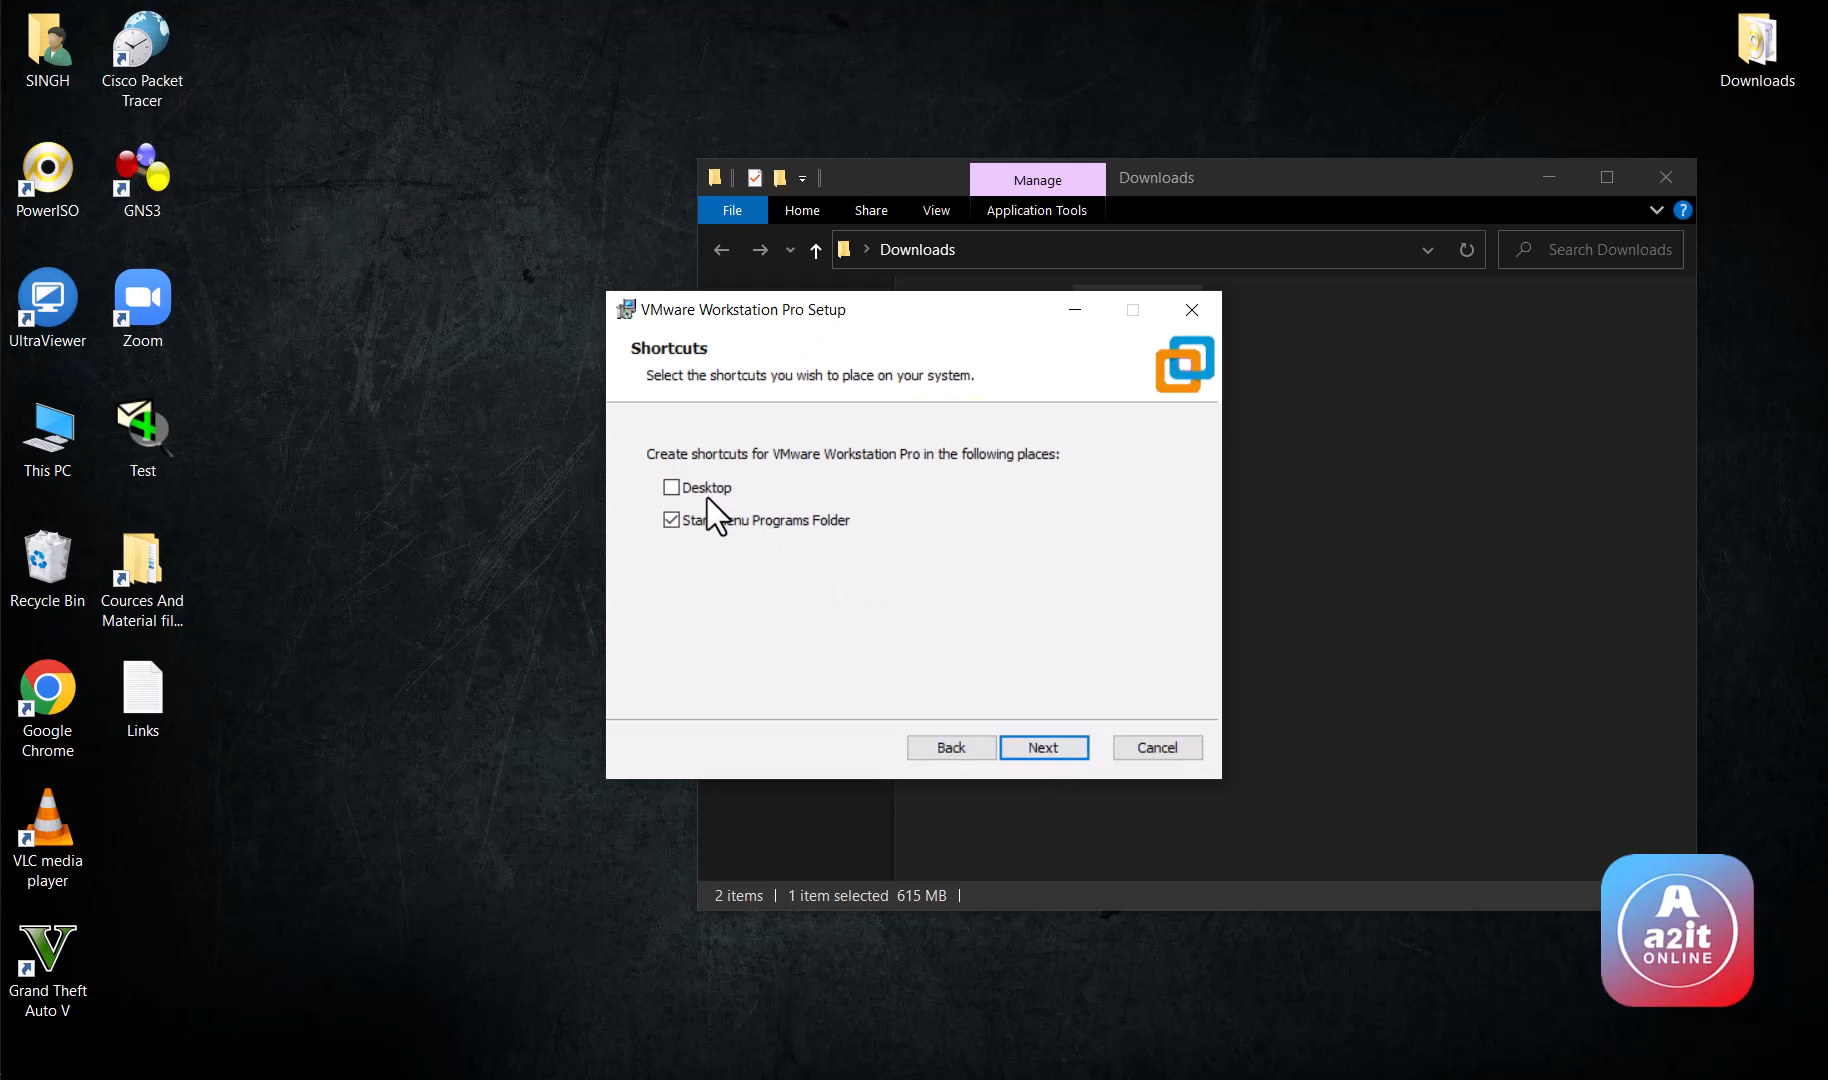 SINGH
Cisco Packet
Tracer
Downloads
PowerISO
GNS3
Manage
Downloads
File
Home
Share
View
Application Tools
?
Downloads
Search Downloads
UltraViewer
Zoom
VMware Workstation Pro Setup
Shortcuts
Select the shortcuts you wish to place on your system.
Create shortcuts for VMware Workstation Pro in the following places:
Desktop
Programs Folder
Back
Next
Cancel
This PC
Test
Recycle Bin
Cources And
Material fil...
Google
Chrome
Links
VLC media
player
2 items
1 item selected 615 MB
Grand Theft
Auto V
A
a2it
ONLINE